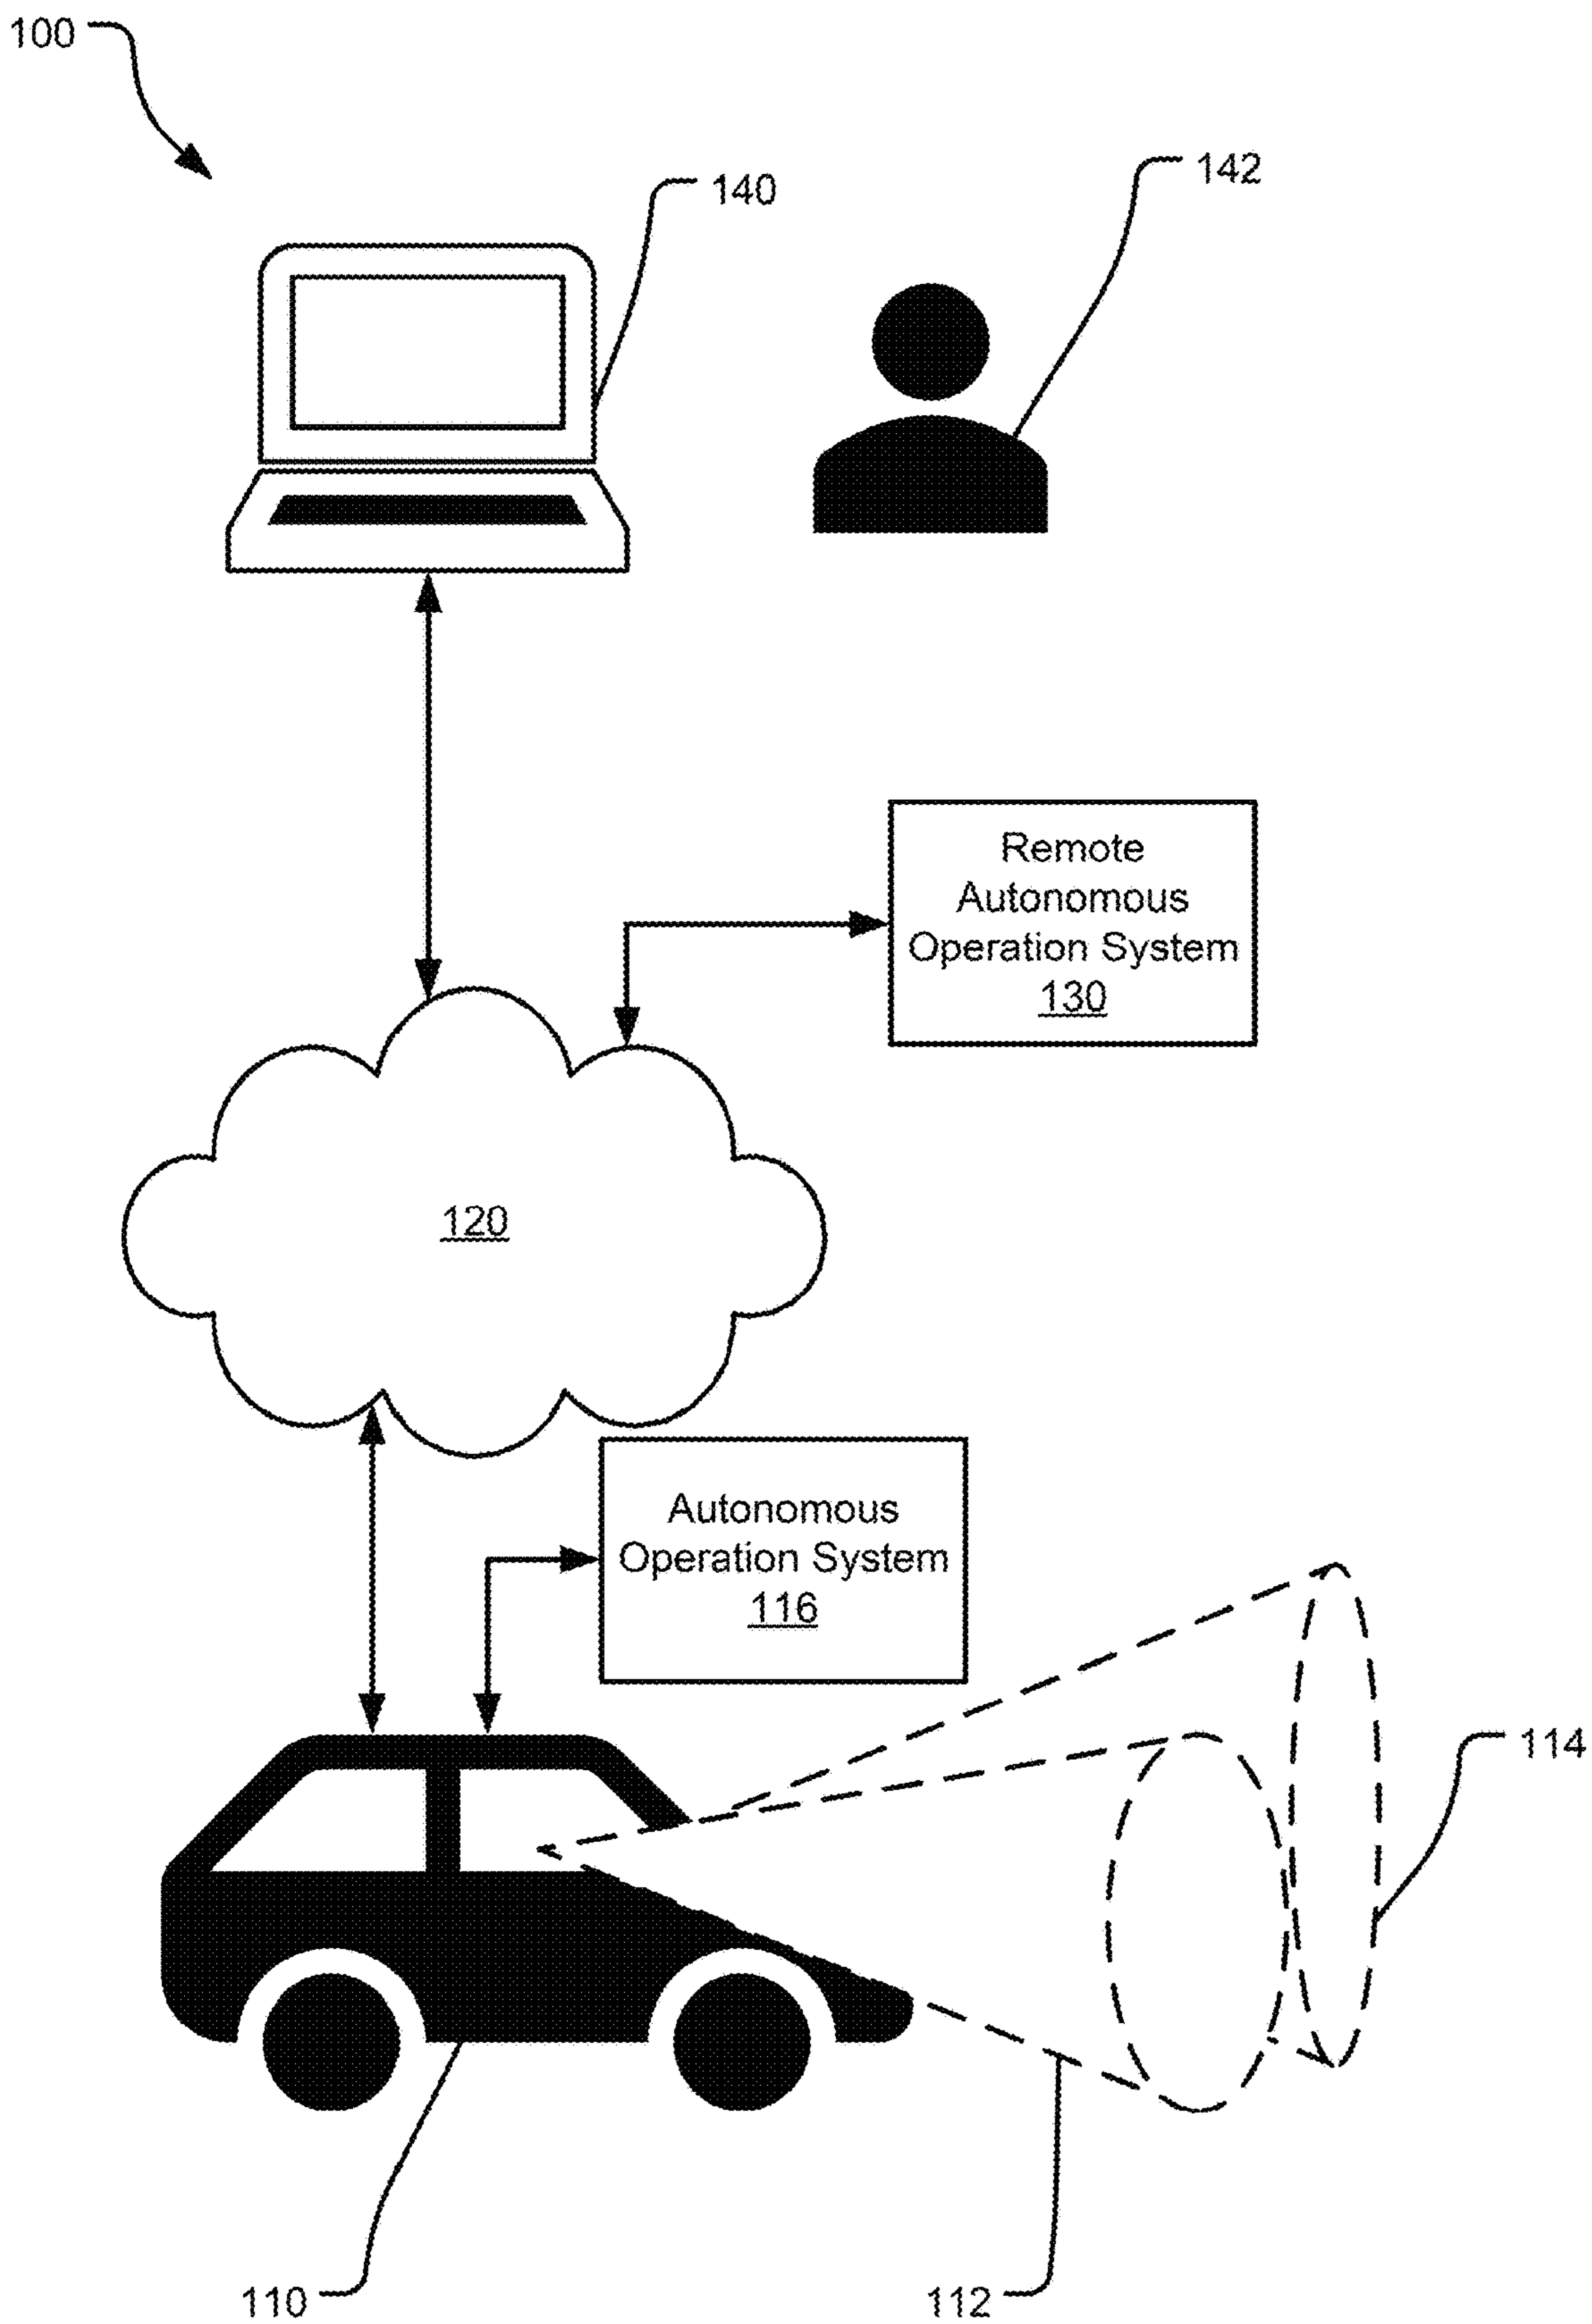 100
140
142
Remote
Autonomous
Operation System
130
120
Autonomous
Operation System
116
114
110
112